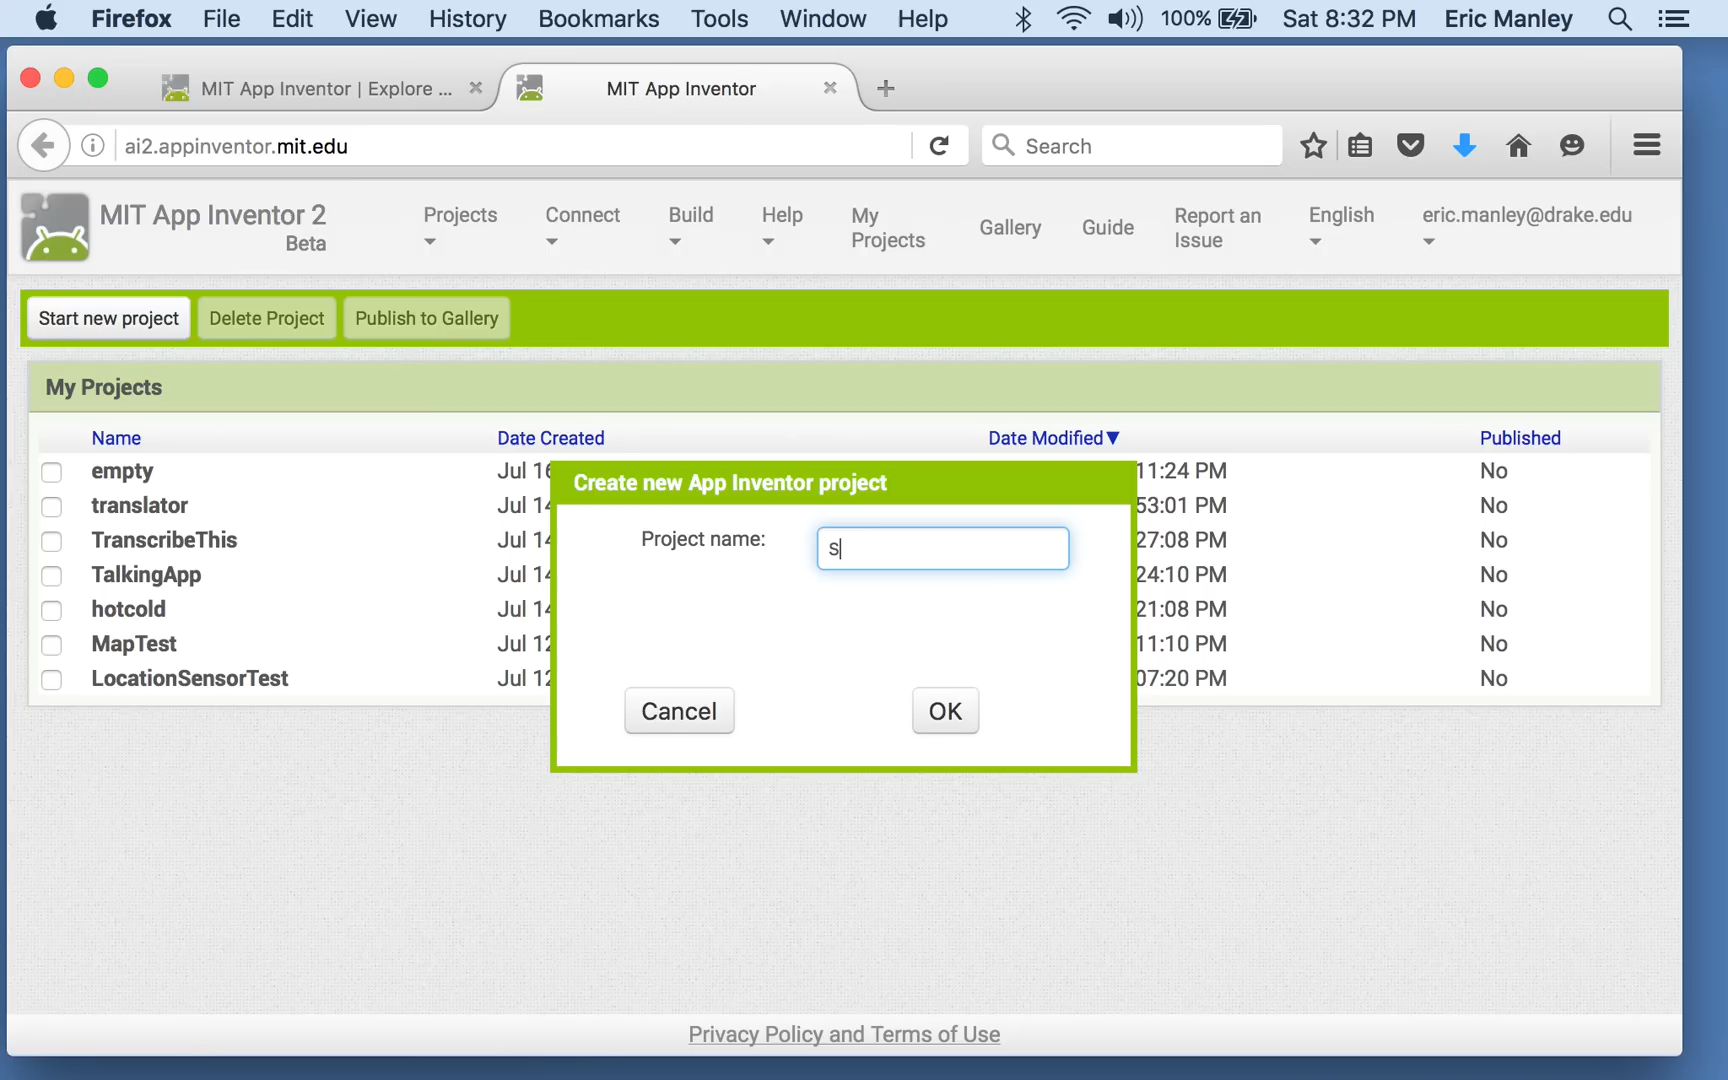 Firefox File Edit View History Bookmarks Tools Window Help 100% Sat 8:32 PM Eric Manley
MIT App Inventor | Explore ... MIT App Inventor
ai2.appinventor.mit.edu Search
MIT App Inventor 2
Beta
Projects Connect Build Help My Projects Gallery Guide Report an Issue English eric.manley@drake.edu
Start new project Delete Project Publish to Gallery
My Projects
Name Date Created Date Modified▼ Published
empty Jul 16 11:24 PM No
translator Jul 14 53:01 PM No
TranscribeThis Jul 14 27:08 PM No
TalkingApp Jul 14 24:10 PM No
hotcold Jul 14 21:08 PM No
MapTest Jul 12 11:10 PM No
LocationSensorTest Jul 12 07:20 PM No
Create new App Inventor project
Project name: s
Cancel OK
Privacy Policy and Terms of Use